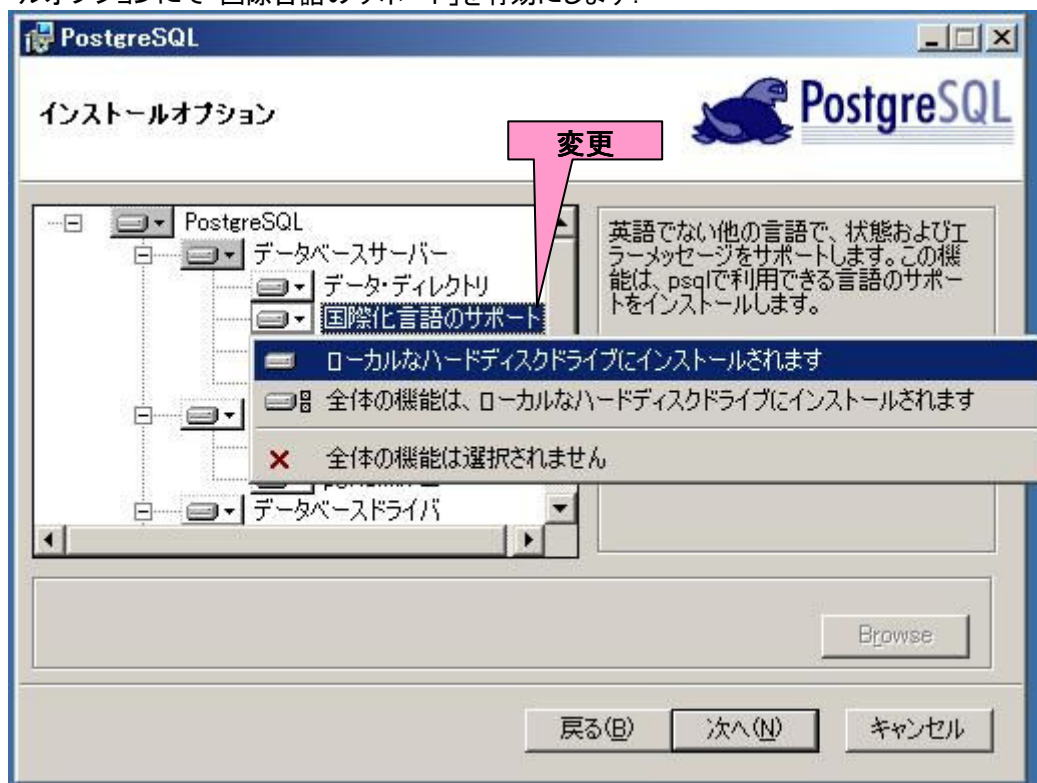 ルオプションにて「国際言語のサポート」を有効にします.
PostgreSQL
インストールオプション
PostgreSQL
変更
PostgreSQL
データベースサーバー
データ・ディレクトリ
国際化言語のサポート
ローカルなハードディスクドライブにインストールされます
全体の機能は、ローカルなハードディスクドライブにインストールされます
全体の機能は選択されません
データベースドライバ
英語でない他の言語で、状態およびエ
ラーメッセージをサポートします。この機
能は、psqlで利用できる言語のサポー
トをインストールします。
Browse
戻る(B)
次へ(N)
キャンセル